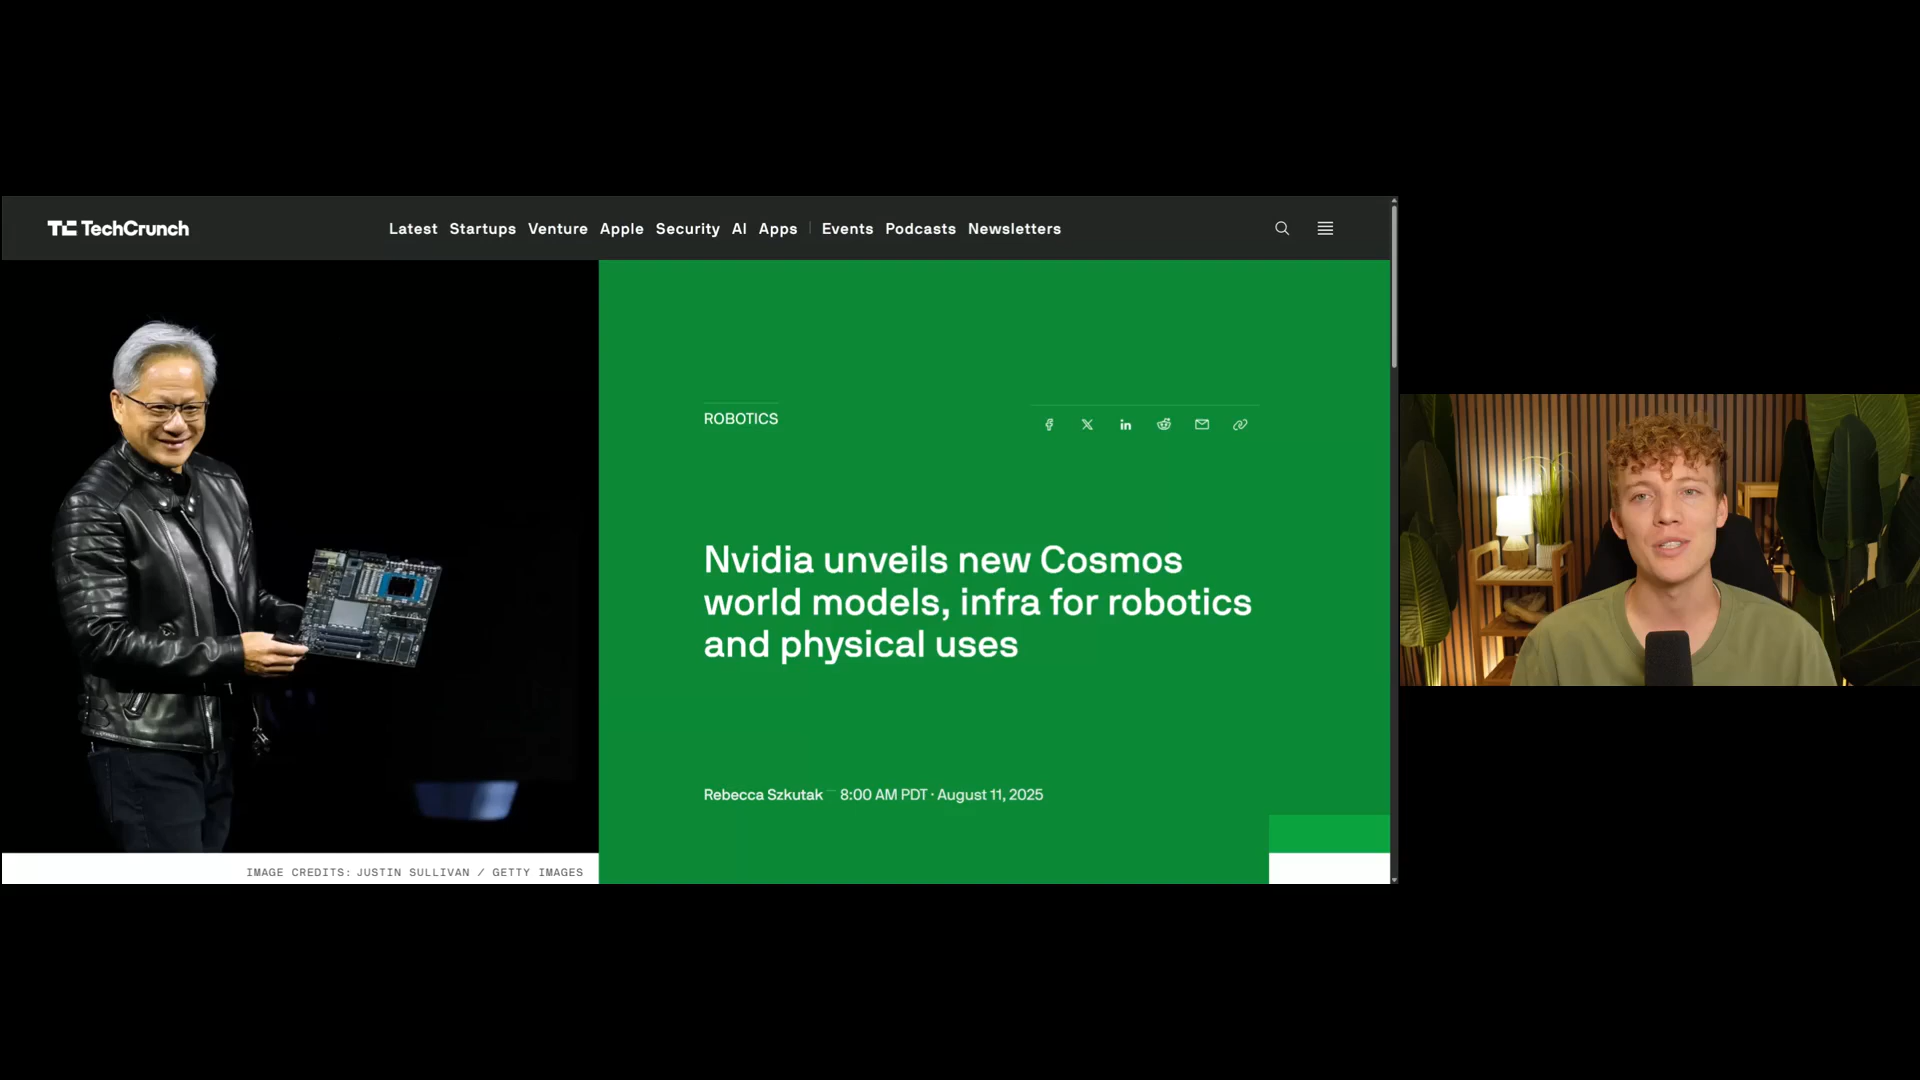 TechCrunch
Latest Startups Venture Apple Security AI Apps Events Podcasts Newsletters
ROBOTICS
Nvidia unveils new Cosmos
world models, infra for robotics
and physical uses
Rebecca Szkutak — 8:00 AM PDT · August 11, 2025
IMAGE CREDITS: JUSTIN SULLIVAN / GETTY IMAGES